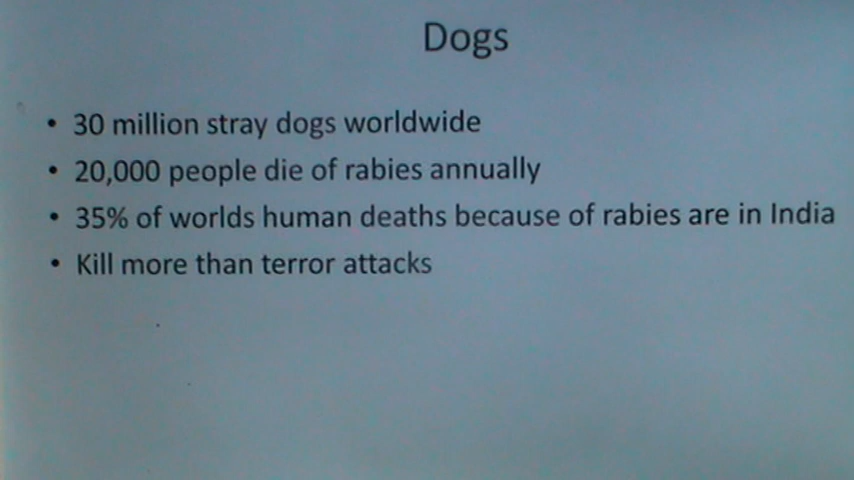 Dogs
• 30 million stray dogs worldwide
• 20,000 people die of rabies annually
• 35% of worlds human deaths because of rabies are in India
• Kill more than terror attacks